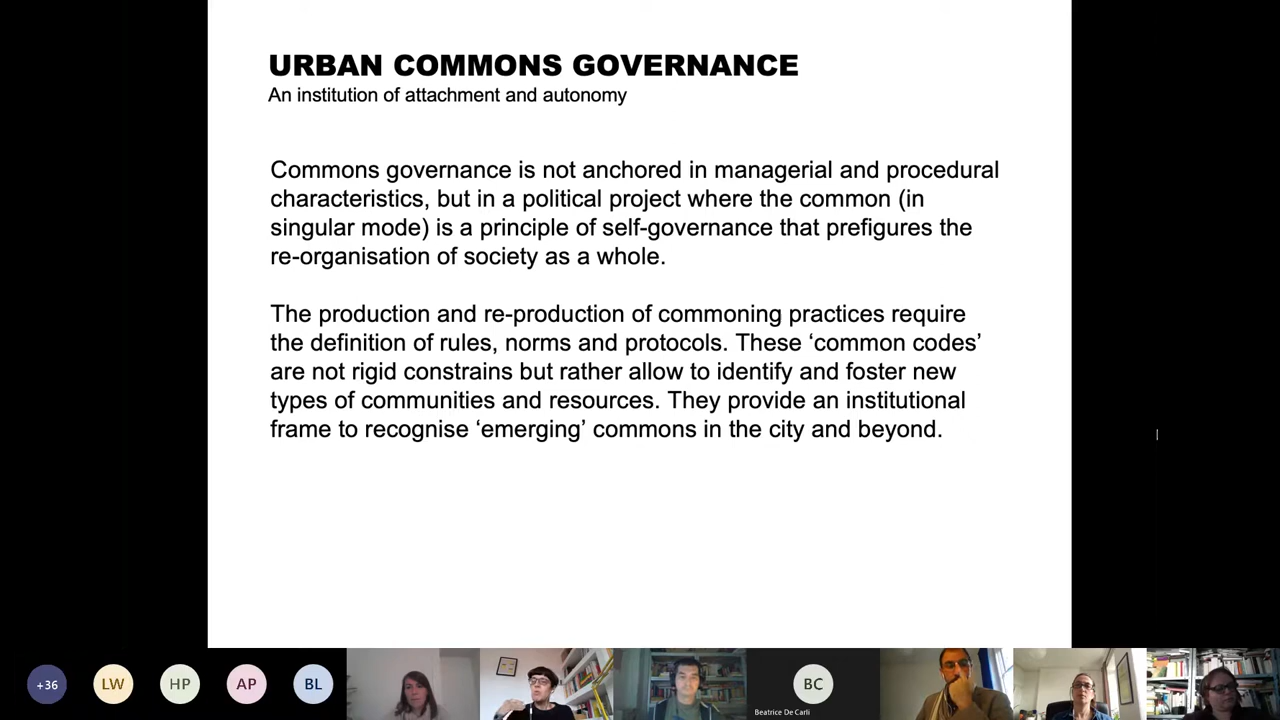 URBAN COMMONS GOVERNANCE
An institution of attachment and autonomy
Commons governance is not anchored in managerial and procedural
characteristics, but in a political project where the common (in
singular mode) is a principle of self-governance that prefigures the
re-organisation of society as a whole.
The production and re-production of commoning practices require
the definition of rules, norms and protocols. These ‘common codes’
are not rigid constrains but rather allow to identify and foster new
types of communities and resources. They provide an institutional
frame to recognise ‘emerging’ commons in the city and beyond.
+36
LW
HP
AP
BL
BC
Beatrice De Carli